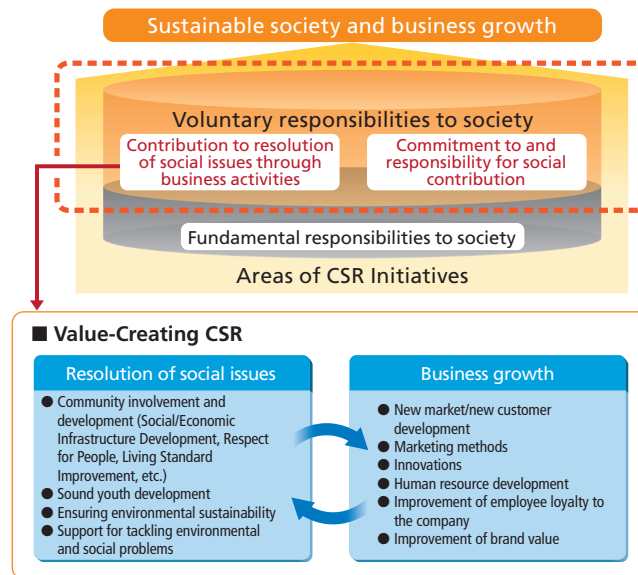 Sustainable society and business growth
Voluntary responsibilities to society
Contribution to resolution
of social issues through
business activities
Commitment to and
responsibility for social
contribution
Fundamental responsibilities to society
Areas of CSR Initiatives
■ Value-Creating CSR
Resolution of social issues
● Community involvement and
development (Social/Economic
Infrastructure Development, Respect
for People, Living Standard
Improvement, etc.)
● Sound youth development
● Ensuring environmental sustainability
● Support for tackling environmental
and social problems
Business growth
● New market/new customer
development
● Marketing methods
● Innovations
● Human resource development
● Improvement of employee loyalty to
the company
● Improvement of brand value